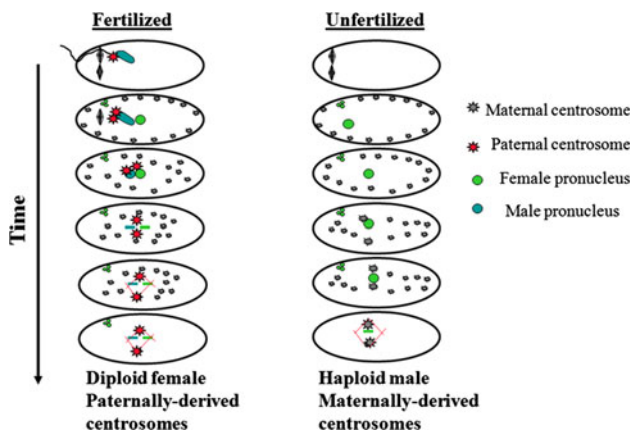 Fertilized
Unfertilized
Time
Maternal centrosome
Paternal centrosome
Female pronucleus
Male pronucleus
Diploid female
Paternally-derived
centrosomes
Haploid male
Maternally-derived
centrosomes